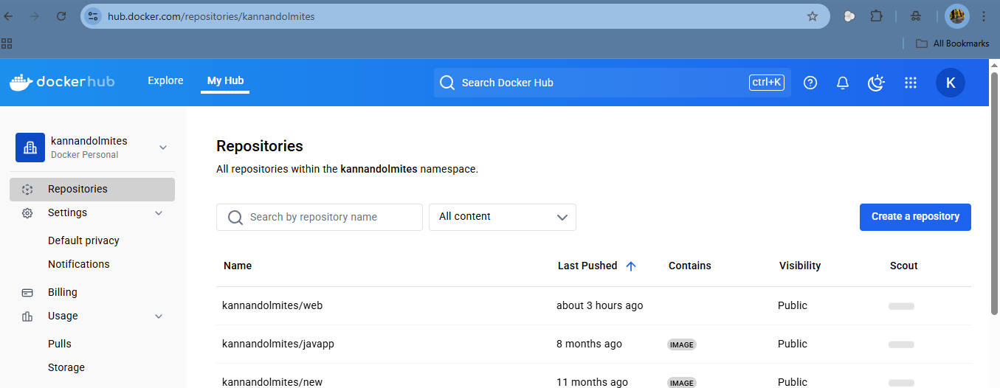 hub.docker.com/repositories/kannandolmites
All Bookmarks
dockerhub
Explore
My Hub
Search Docker Hub
ctrl+K
K
kannandolmites
Docker Personal
Repositories
Settings
Default privacy
Notifications
Billing
Usage
Pulls
Storage
Repositories
All repositories within the kannandolmites namespace.
Search by repository name
All content
Create a repository
Name Last Pushed Contains Visibility Scout
kannandolmites/web about 3 hours ago Public
kannandolmites/javapp 8 months ago IMAGE Public
kannandolmites/new 11 months ago IMAGE Public